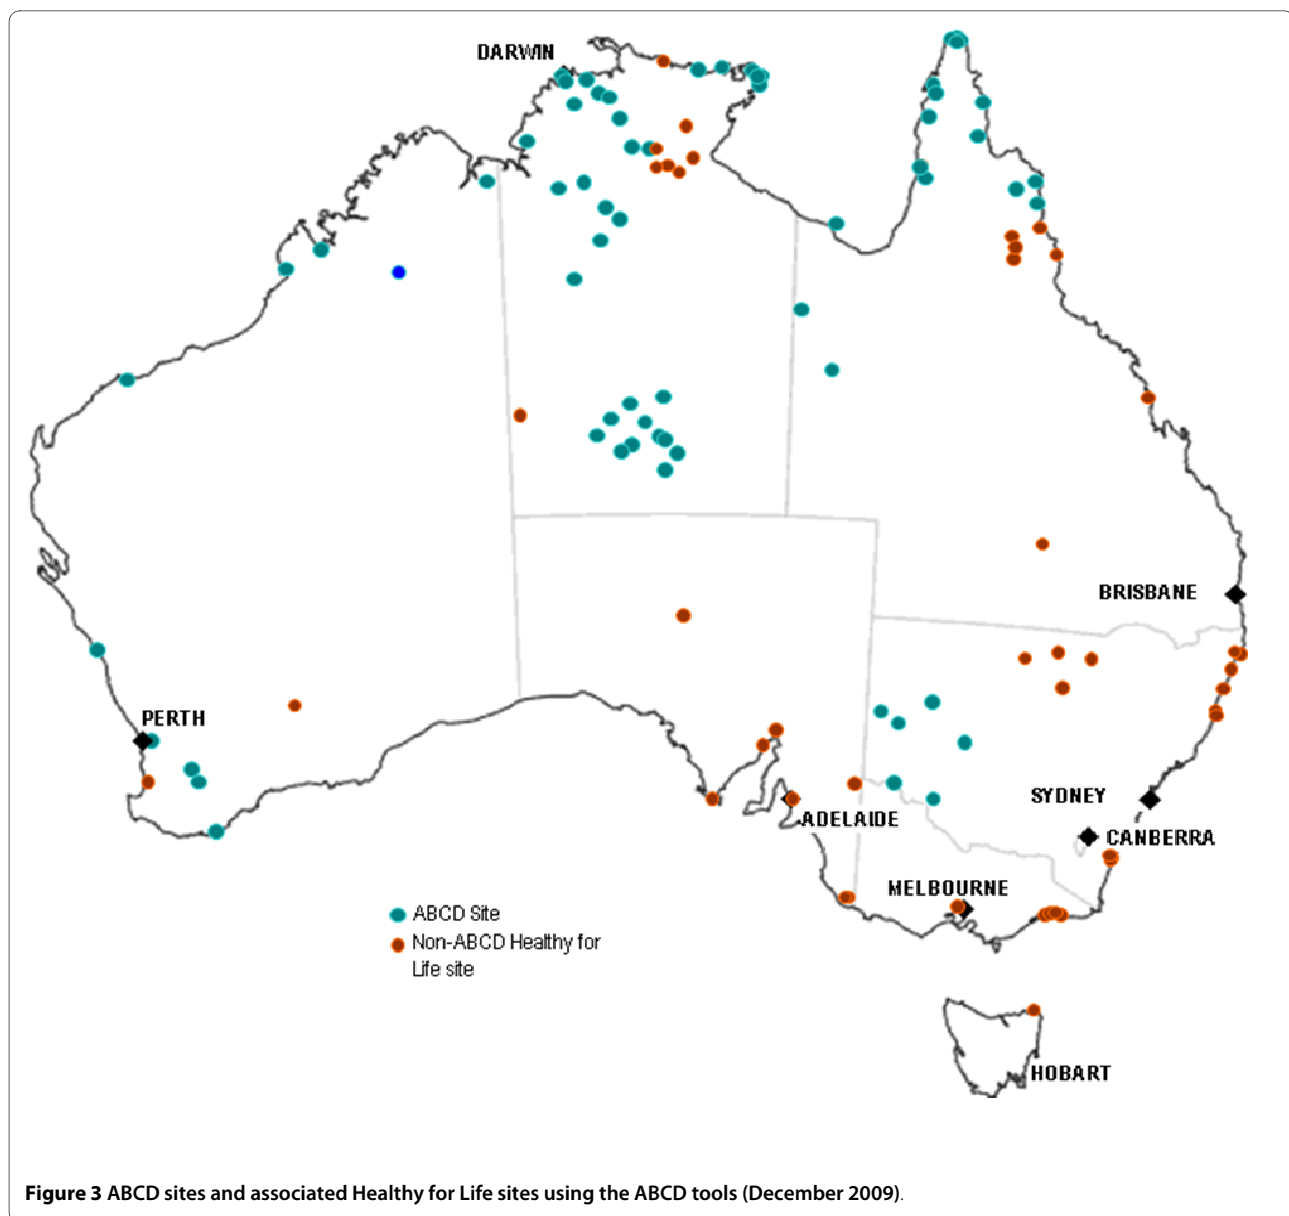 DARWIN
BRISBANE
PERTH
SYDNEY
ADELAIDE
CANBERRA
MELBOURNE
ABCD Site
Non-ABCD Healthy for
Life site
HOBART
Figure 3 ABCD sites and associated Healthy for Life sites using the ABCD tools (December 2009).